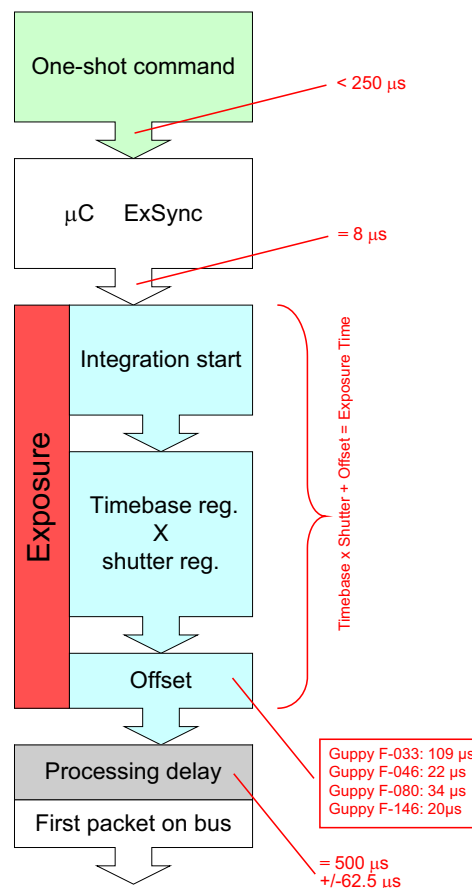 One-shot command
< 250 µs
µC ExSync
= 8 µs
Exposure
Integration start
Timebase reg.
X
shutter reg.
Offset
Timebase x Shutter + Offset = Exposure Time
Guppy F-033: 109 µs
Guppy F-046: 22 µs
Guppy F-080: 34 µs
Guppy F-146: 20µs
Processing delay
First packet on bus
= 500 µs
+/-62.5 µs